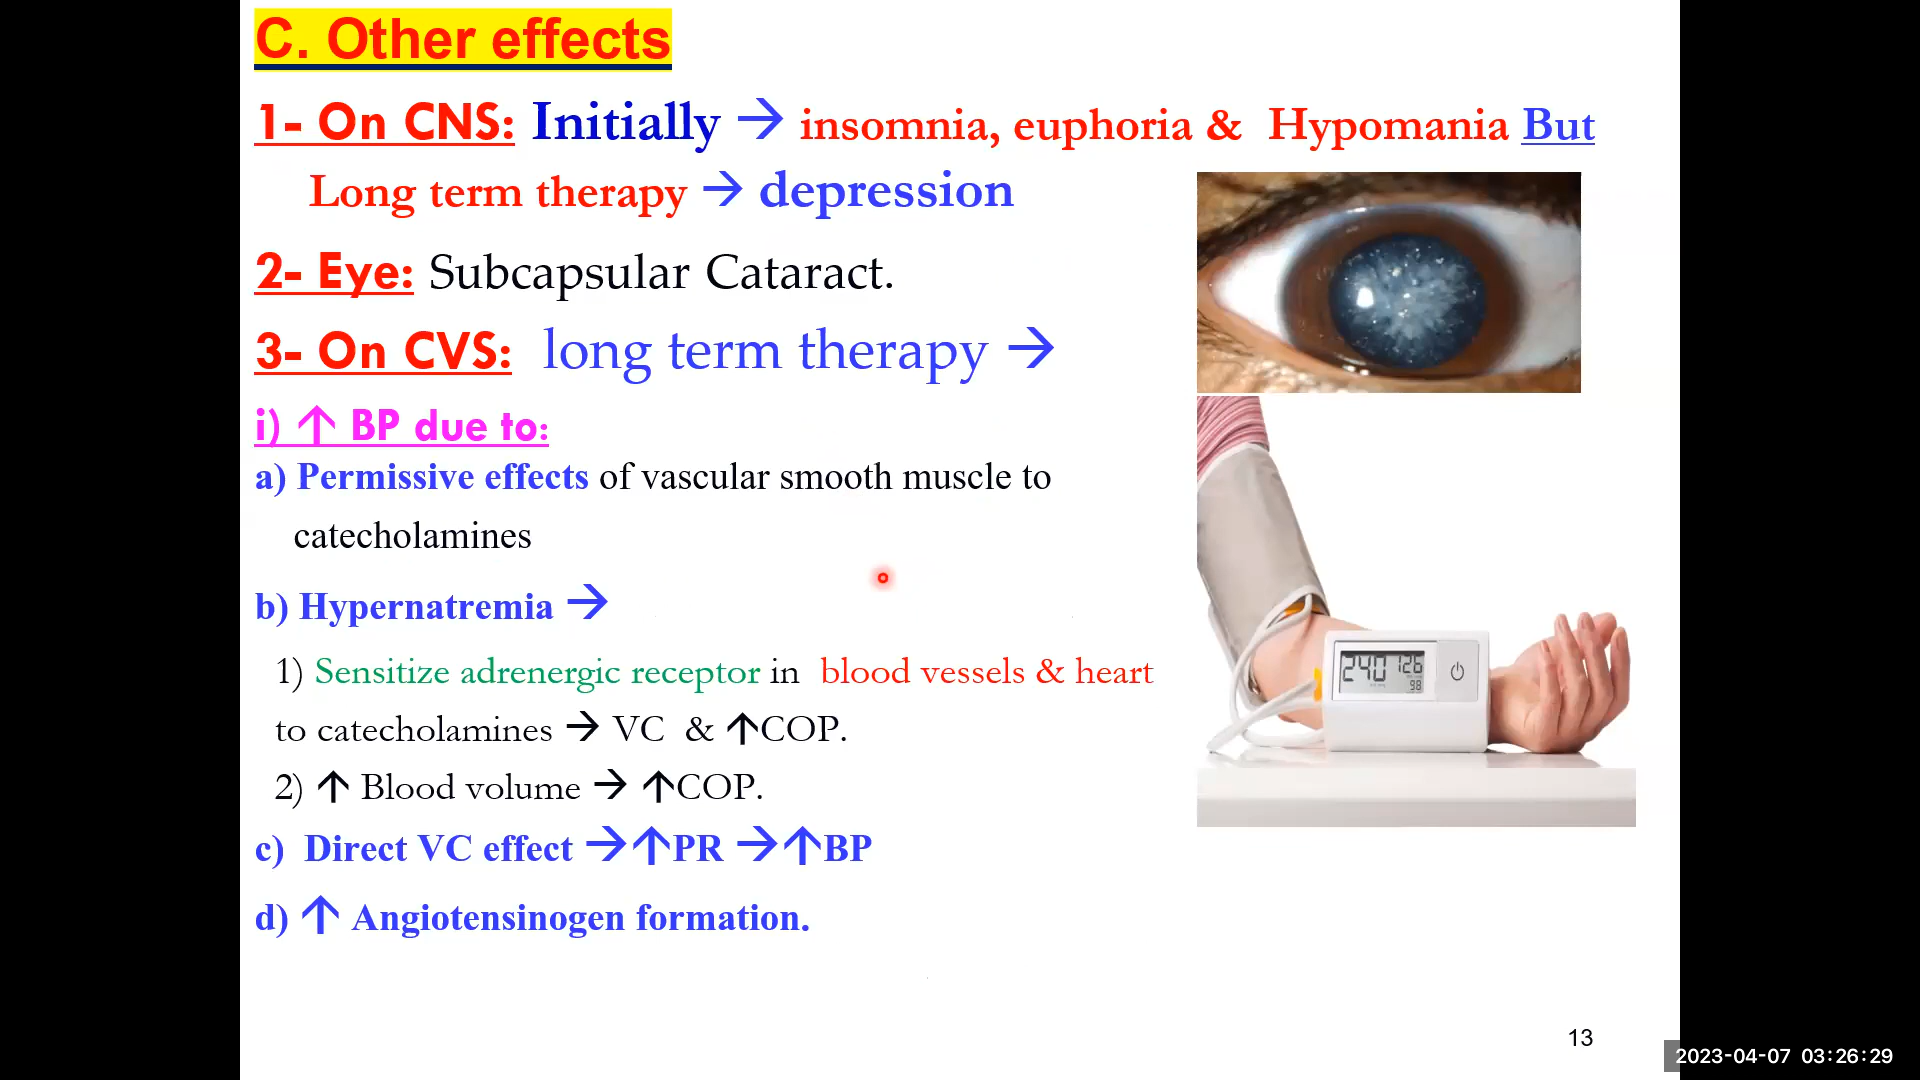 C. Other effects
1- On CNS: Initially → insomnia, euphoria & Hypomania But
Long term therapy → depression
2- Eye: Subcapsular Cataract.
3- On CVS: long term therapy →
i) ↑ BP due to:
a) Permissive effects of vascular smooth muscle to
catecholamines
b) Hypernatremia →
1) Sensitize adrenergic receptor in blood vessels & heart
to catecholamines → VC & ↑COP.
2) ↑ Blood volume → ↑COP.
c) Direct VC effect →↑PR →↑BP
d) ↑ Angiotensinogen formation.
240 126
98
13
2023-04-07 03:26:29